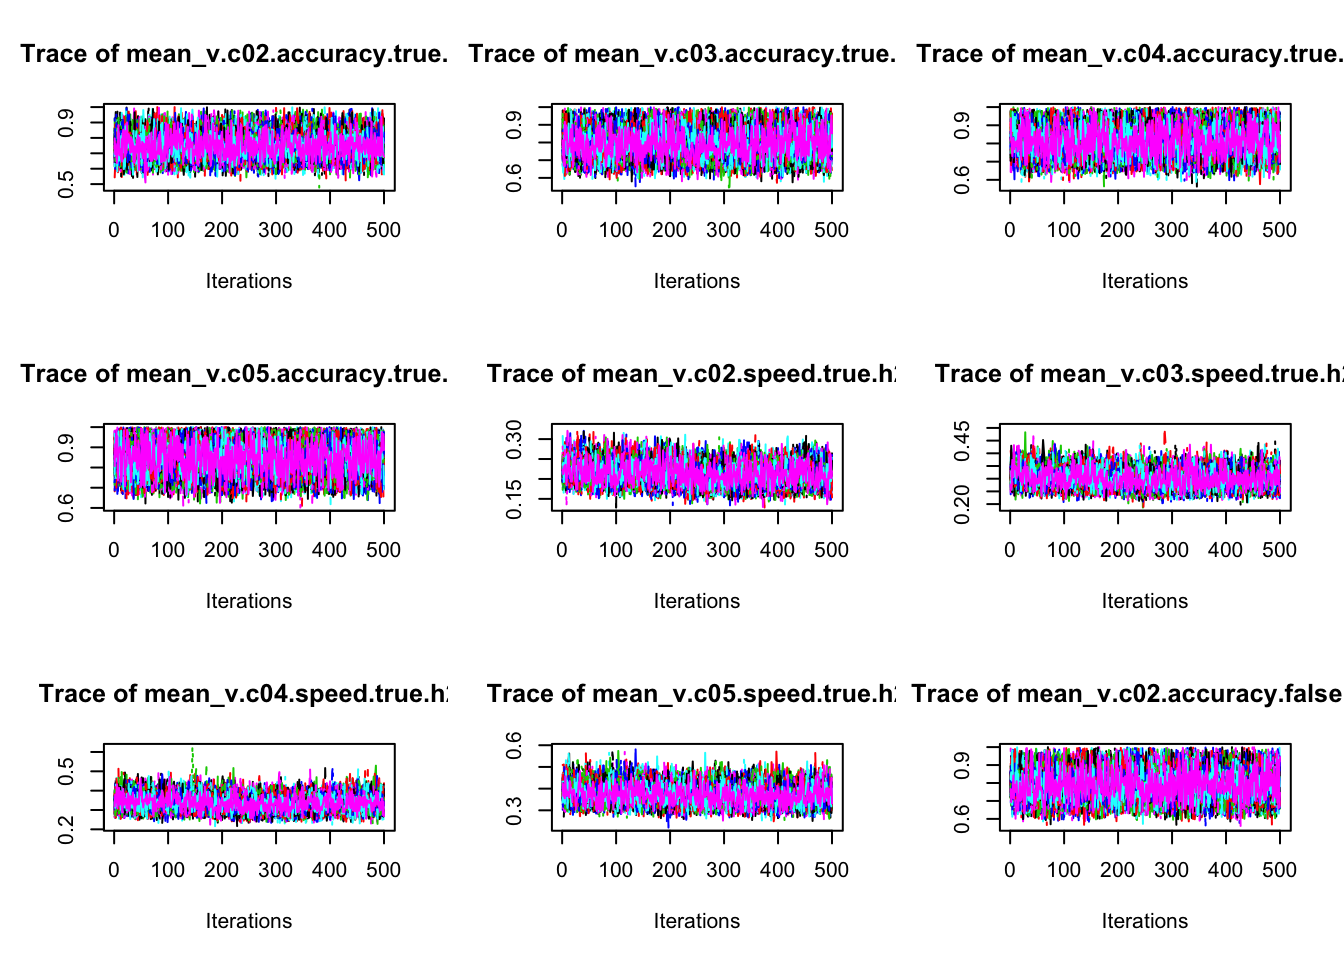 Trace of mean_v.c02.accuracy.true.
0.5 0.9
0 100 200 300 400 500
Iterations
Trace of mean_v.c03.accuracy.true.
0.6 0.9
0 100 200 300 400 500
Iterations
Trace of mean_v.c04.accuracy.true.
0.6 0.9
0 100 200 300 400 500
Iterations
Trace of mean_v.c05.accuracy.true.
0.6 0.9
0 100 200 300 400 500
Iterations
Trace of mean_v.c02.speed.true.h
0.15 0.30
0 100 200 300 400 500
Iterations
Trace of mean_v.c03.speed.true.h
0.20 0.45
0 100 200 300 400 500
Iterations
Trace of mean_v.c04.speed.true.h
0.2 0.5
0 100 200 300 400 500
Iterations
Trace of mean_v.c05.speed.true.h
0.3 0.6
0 100 200 300 400 500
Iterations
Trace of mean_v.c02.accuracy.false
0.6 0.9
0 100 200 300 400 500
Iterations